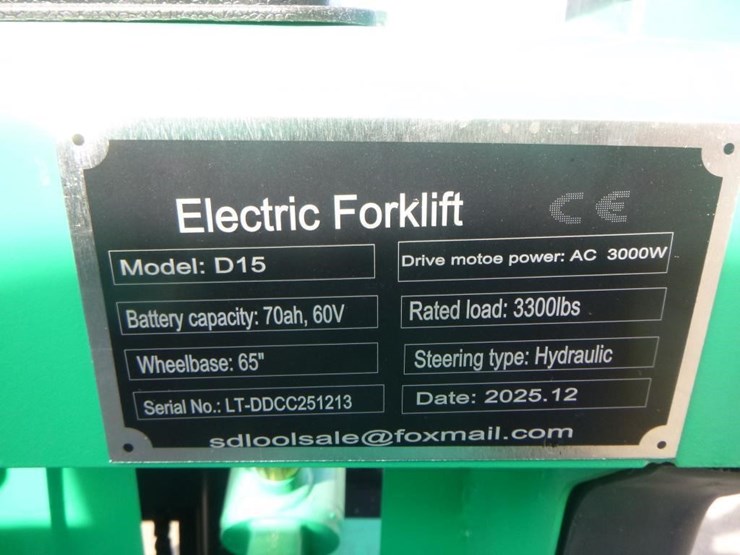 Electric Forklift CE
Model: D15
Drive motoe power: AC 3000W
Battery capacity: 70ah, 60V
Rated load: 3300lbs
Wheelbase: 65"
Steering type: Hydraulic
Serial No.: LT-DDCC251213
Date: 2025.12
sdloolsale@foxmail.com